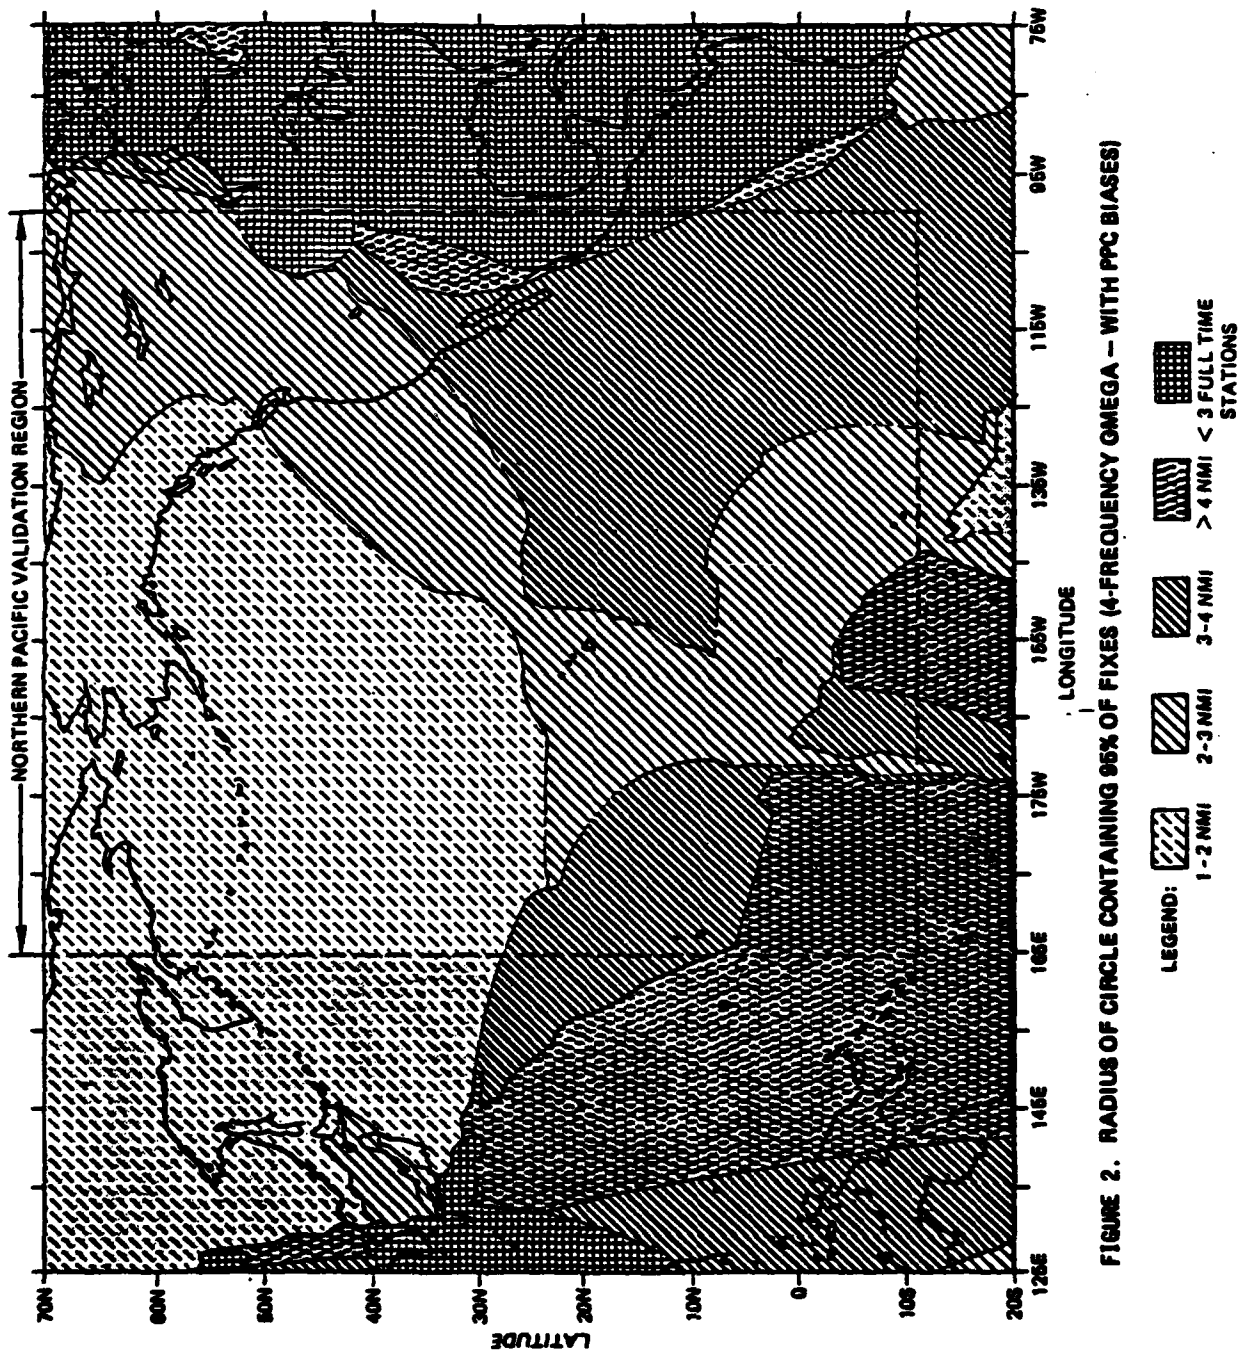 NORTHERN PACIFIC VALIDATION REGION
70N
60N
50N
40N
30N
20N
10N
0
10S
20S
LATITUDE
125E
145E
165E
175W
155W
135W
115W
95W
75W
LONGITUDE
FIGURE 2. RADIUS OF CIRCLE CONTAINING 95% OF FIXES (4-FREQUENCY OMEGA – WITH PPC BIASES)
LEGEND:
1-2 NMI
2-3 NMI
3-4 NMI
> 4 NMI
< 3 FULL TIME
STATIONS